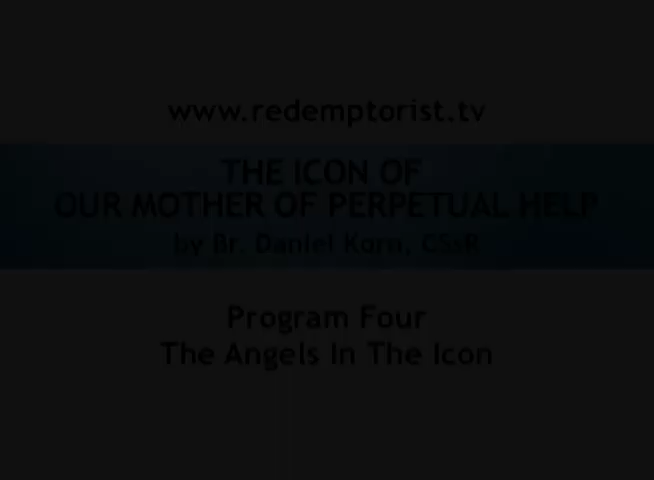 www.redemptorist.tv
THE ICON OF
OUR MOTHER OF PERPETUAL HELP
by Br. Daniel Korn, CSsR
Program Four
The Angels In The Icon